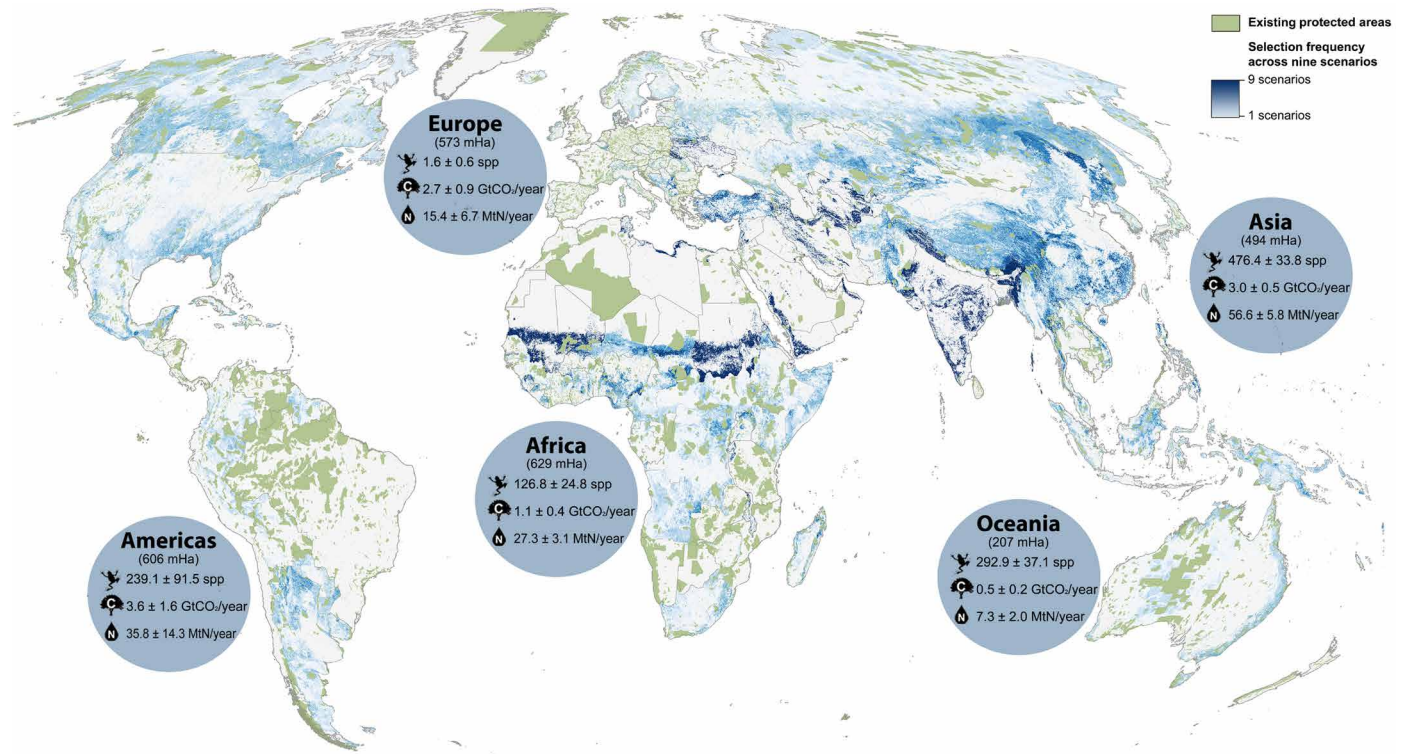 Existing protected areas
Selection frequency
across nine scenarios
9 scenarios
1 scenarios
Europe
(573 mHa)
1.6 ± 0.6 spp
C 2.7 ± 0.9 GtCO₂/year
N 15.4 ± 6.7 MtN/year
Asia
(494 mHa)
476.4 ± 33.8 spp
C 3.0 ± 0.5 GtCO₂/year
N 56.6 ± 5.8 MtN/year
Africa
(629 mHa)
126.8 ± 24.8 spp
C 1.1 ± 0.4 GtCO₂/year
N 27.3 ± 3.1 MtN/year
Americas
(606 mHa)
239.1 ± 91.5 spp
C 3.6 ± 1.6 GtCO₂/year
N 35.8 ± 14.3 MtN/year
Oceania
(207 mHa)
292.9 ± 37.1 spp
C 0.5 ± 0.2 GtCO₂/year
N 7.3 ± 2.0 MtN/year